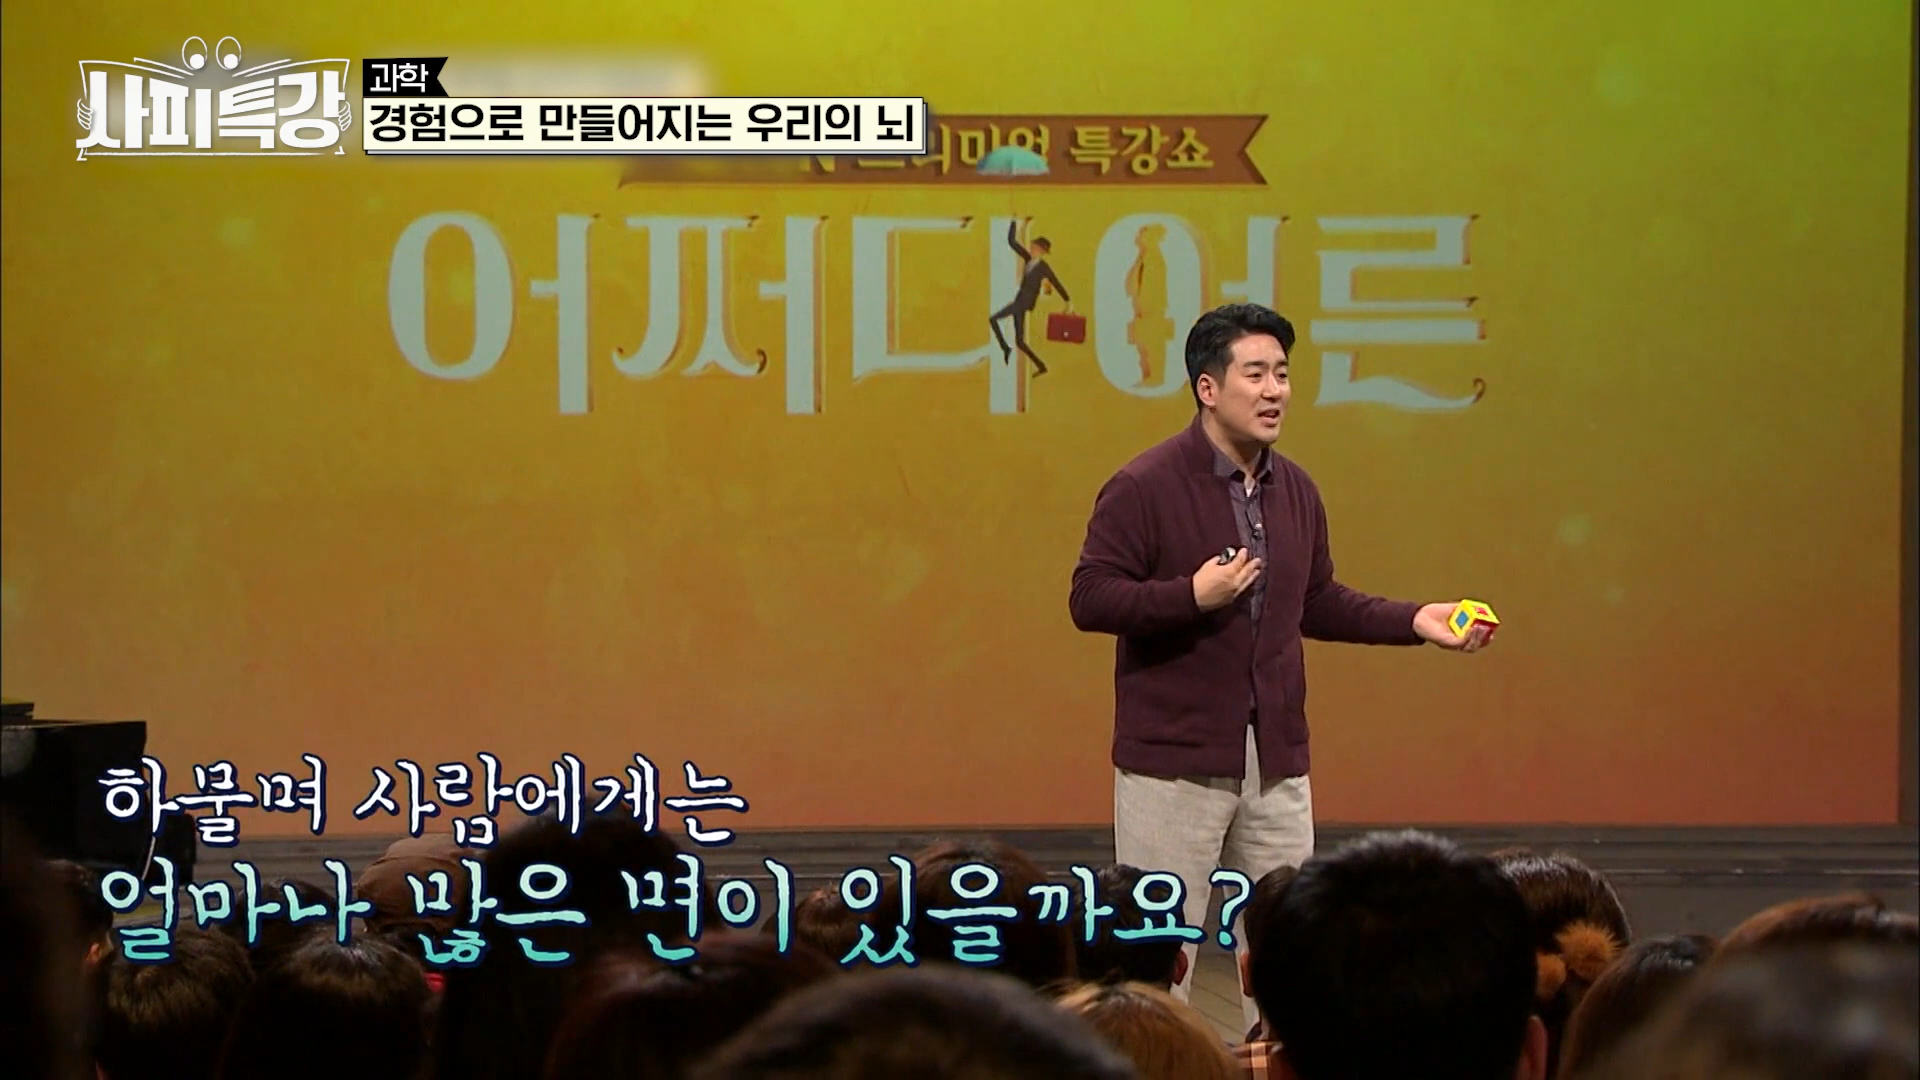 사피특강
과학
경험으로 만들어지는 우리의 뇌
특강쇼
어쩌다 어른
하물며 사람에게는
얼마나 많은 면이 있을까요?